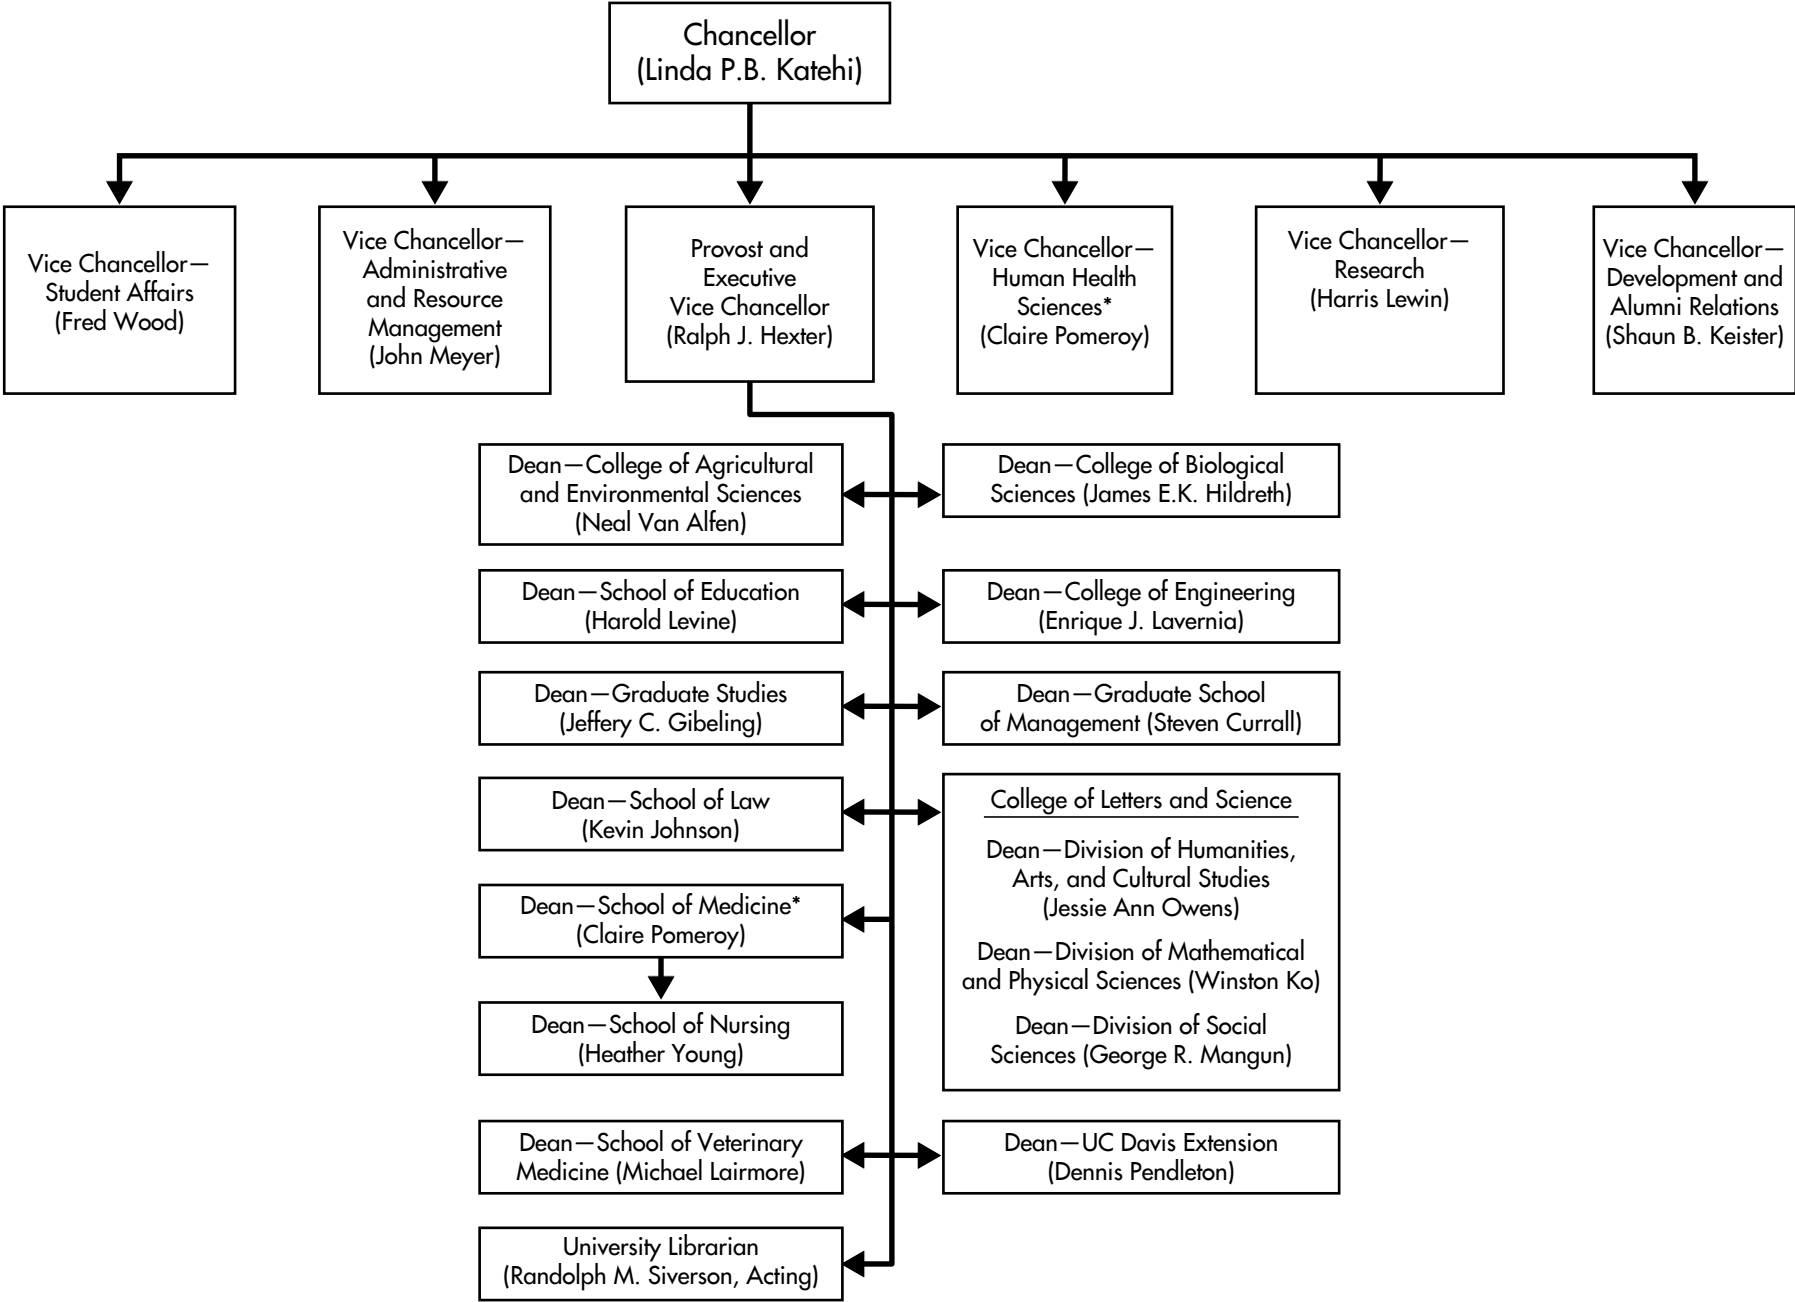 Chancellor
(Linda P.B. Katehi)
Vice Chancellor—
Student Affairs
(Fred Wood)
Vice Chancellor—
Administrative
and Resource
Management
(John Meyer)
Provost and
Executive
Vice Chancellor
(Ralph J. Hexter)
Vice Chancellor—
Human Health
Sciences*
(Claire Pomeroy)
Vice Chancellor—
Research
(Harris Lewin)
Vice Chancellor—
Development and
Alumni Relations
(Shaun B. Keister)
Dean—College of Agricultural
and Environmental Sciences
(Neal Van Alfen)
Dean—College of Biological
Sciences (James E.K. Hildreth)
Dean—School of Education
(Harold Levine)
Dean—College of Engineering
(Enrique J. Lavernia)
Dean—Graduate Studies
(Jeffery C. Gibeling)
Dean—Graduate School
of Management (Steven Currall)
Dean—School of Law
(Kevin Johnson)
College of Letters and Science
Dean—Division of Humanities,
Arts, and Cultural Studies
(Jessie Ann Owens)
Dean—Division of Mathematical
and Physical Sciences (Winston Ko)
Dean—Division of Social
Sciences (George R. Mangun)
Dean—School of Medicine*
(Claire Pomeroy)
Dean—School of Nursing
(Heather Young)
Dean—School of Veterinary
Medicine (Michael Lairmore)
Dean—UC Davis Extension
(Dennis Pendleton)
University Librarian
(Randolph M. Siverson, Acting)